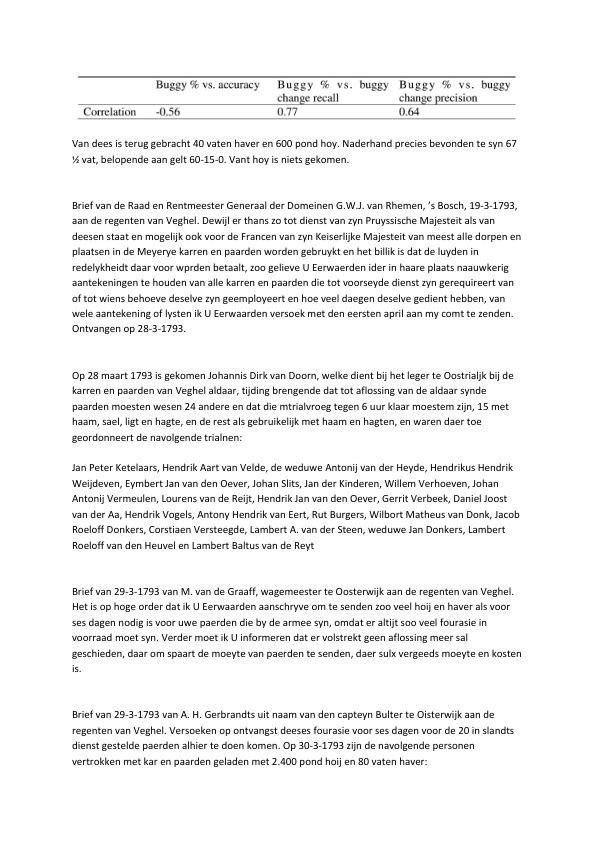 Buggy % vs. accuracy Buggy % vs. buggy change recall Buggy % vs. buggy change precision
Correlation -0.56 0.77 0.64
Van dees is terug gebracht 40 vaten haver en 600 pond hoy. Naderhand precies bevonden te syn 67
½ vat, belopende aan gelt 60-15-0. Vant hoy is niets gekomen.
Brief van de Raad en Rentmeester Generaal der Domeinen G.W.J. van Rhemen, ’s Bosch, 19-3-1793,
aan de regenten van Veghel. Dewijl er thans zo tot dienst van zyn Pruyssische Majesteit als van
deesen staat en mogelijk ook voor de Francen van zyn Keiserlijke Majesteit van meest alle dorpen en
plaatsen in de Meyerye karren en paarden worden gebruykt en het billik is dat de luyden in
redelykheidt daar voor wprden betaalt, zoo gelieve U Eerwaerden ider in haare plaats naauwkerig
aantekeningen te houden van alle karren en paarden die tot voorseyde dienst zyn gerequireert van
of tot wiens behoeve deselve zyn geemployeert en hoe veel daegen deselve gedient hebben, van
wele aantekening of lysten ik U Eerwaarden versoek met den eersten april aan my comt te zenden.
Ontvangen op 28-3-1793.
Op 28 maart 1793 is gekomen Johannis Dirk van Doorn, welke dient bij het leger te Oostrialjk bij de
karren en paarden van Veghel aldaar, tijding brengende dat tot aflossing van de aldaar synde
paarden moesten wesen 24 andere en dat die mtrialvroeg tegen 6 uur klaar moestem zijn, 15 met
haam, sael, ligt en hagte, en de rest als gebruikelijk met haam en hagten, en waren daer toe
geordonneert de navolgende trialnen:
Jan Peter Ketelaars, Hendrik Aart van Velde, de weduwe Antonij van der Heyde, Hendrikus Hendrik
Weijdeven, Eymbert Jan van den Oever, Johan Slits, Jan der Kinderen, Willem Verhoeven, Johan
Antonij Vermeulen, Lourens van de Reijt, Hendrik Jan van den Oever, Gerrit Verbeek, Daniel Joost
van der Aa, Hendrik Vogels, Antony Hendrik van Eert, Rut Burgers, Wilbort Matheus van Donk, Jacob
Roeloff Donkers, Corstiaen Versteegde, Lambert A. van der Steen, weduwe Jan Donkers, Lambert
Roeloff van den Heuvel en Lambert Baltus van de Reyt
Brief van 29-3-1793 van M. van de Graaff, wagemeester te Oosterwijk aan de regenten van Veghel.
Het is op hoge order dat ik U Eerwaarden aanschryve om te senden zoo veel hoij en haver als voor
ses dagen nodig is voor uwe paerden die by de armee syn, omdat er altijt soo veel fourasie in
voorraad moet syn. Verder moet ik U informeren dat er volstrekt geen aflossing meer sal
geschieden, daar om spaart de moeyte van paerden te senden, daer sulx vergeeds moeyte en kosten
is.
Brief van 29-3-1793 van A. H. Gerbrandts uit naam van den capteyn Bulter te Oisterwijk aan de
regenten van Veghel. Versoeken op ontvangst deeses fourasie voor ses dagen voor de 20 in slandts
dienst gestelde paerden alhier te doen komen. Op 30-3-1793 zijn de navolgende personen
vertrokken met kar en paarden geladen met 2.400 pond hoij en 80 vaten haver: